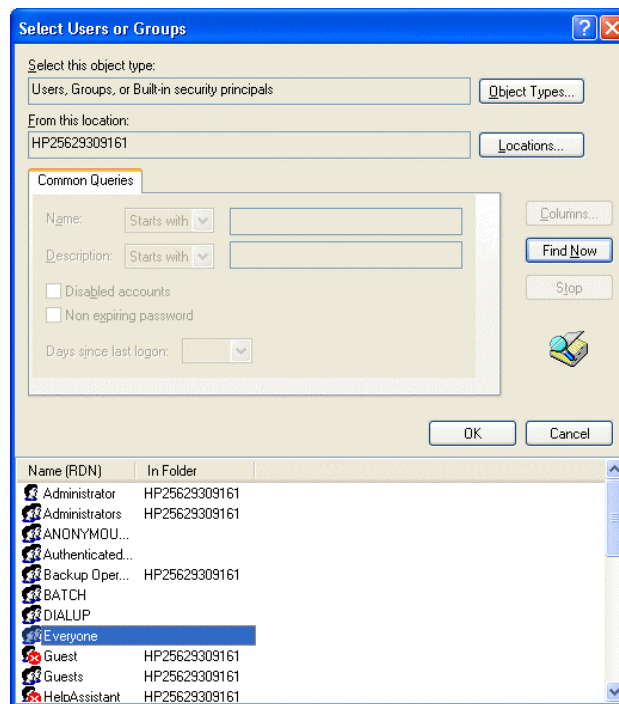 Select Users or Groups
Select this object type:
Users, Groups, or Built-in security principals
Object Types...
From this location:
HP25629309161
Locations...
Common Queries
Name:
Starts with
Columns...
Description:
Starts with
Find Now
Disabled accounts
Stop
Non expiring password
Days since last logon:
OK
Cancel
Name (RDN) In Folder
Administrator HP25629309161
Administrators HP25629309161
ANONYMOU...
Authenticated...
Backup Oper... HP25629309161
BATCH
DIALUP
Everyone
Guest HP25629309161
Guests HP25629309161
HelpAssistant HP25629309161